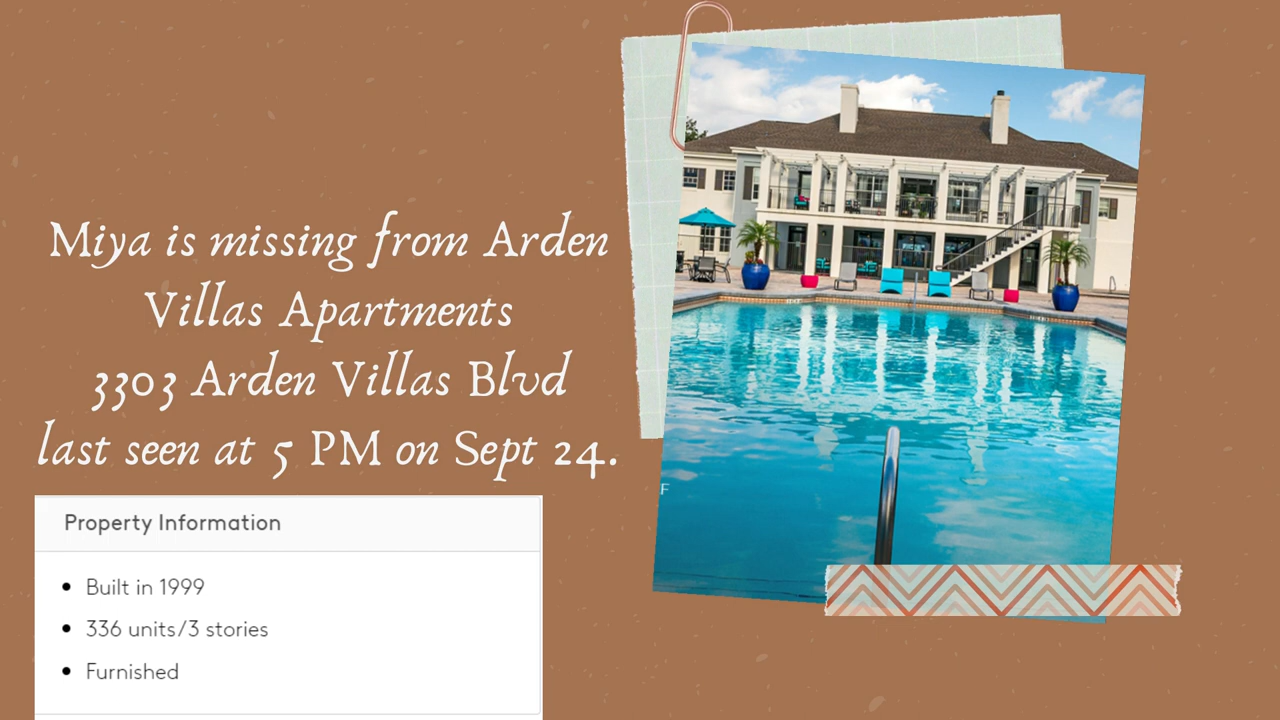 Miya is missing from Arden
Villas Apartments
3303 Arden Villas Blvd
last seen at 5 PM on Sept 24.
Property Information
• Built in 1999
• 336 units/3 stories
• Furnished
F